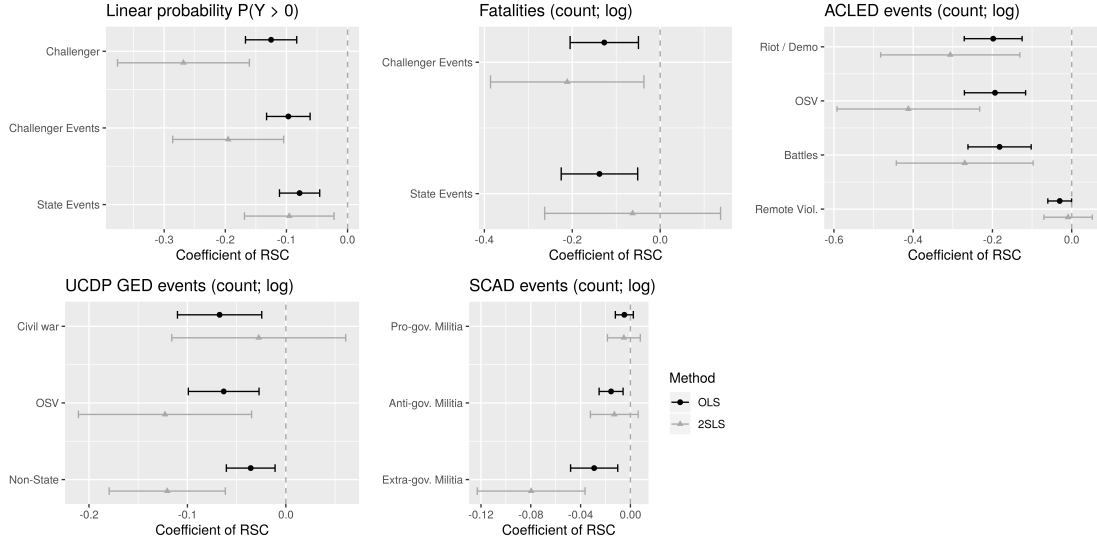 Linear probability P(Y > 0)
Challenger
Challenger Events
State Events
-0.3 -0.2 -0.1 0.0
Coefficient of RSC
Fatalities (count; log)
Challenger Events
State Events
-0.4 -0.2 0.0
Coefficient of RSC
ACLED events (count; log)
Riot / Demo
OSV
Battles
Remote Viol.
-0.6 -0.4 -0.2 0.0
Coefficient of RSC
UCDP GED events (count; log)
Civil war
OSV
Non-State
-0.2 -0.1 0.0
Coefficient of RSC
SCAD events (count; log)
Pro-gov. Militia
Anti-gov. Militia
Extra-gov. Militia
-0.12 -0.08 -0.04 0.00
Coefficient of RSC
Method
OLS
2SLS